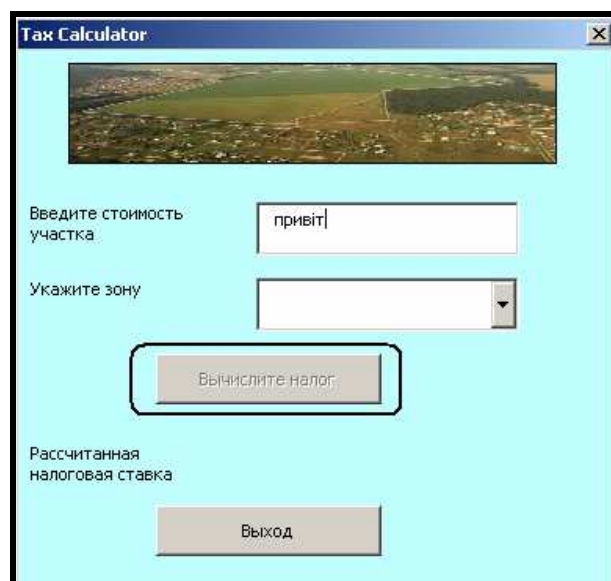 Tax Calculator
Введите стоимость
участка
привіт
Укажите зону
Вычислите налог
Рассчитанная
налоговая ставка
Выход